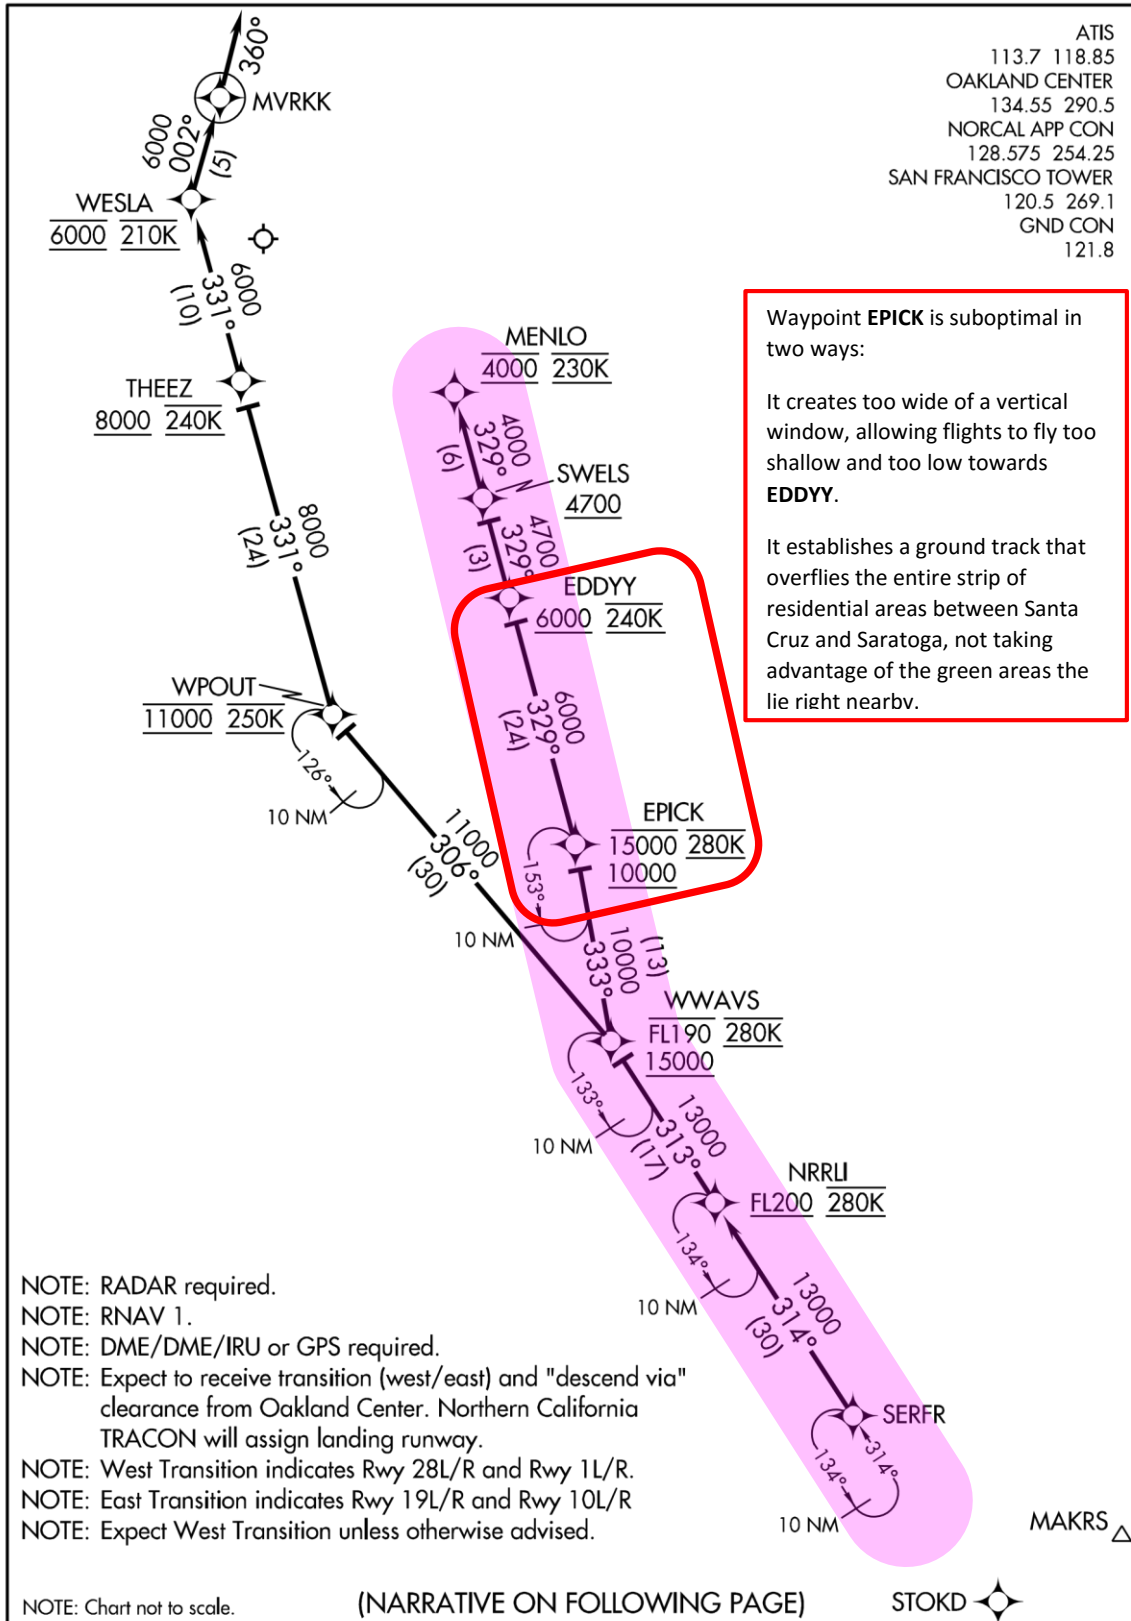 ATIS
113.7 118.85
OAKLAND CENTER
134.55 290.5
NORCAL APP CON
128.575 254.25
SAN FRANCISCO TOWER
120.5 269.1
GND CON
121.8
360°
MVRKK
6000
002°
(5)
WESLA
6000 210K
6000
331°
(10)
THEEZ
8000 240K
8000
331°
(24)
WPOUT
11000 250K
126°
10 NM
11000
306°
(30)
MENLO
4000 230K
4000
329°
(6)
SWELS
4700
4700
329°
(3)
EDDYY
6000 240K
6000
329°
(24)
EPICK
15000 280K
10000
153°
10 NM
10000
333°
(13)
WWAVS
FL190 280K
15000
133°
10 NM
13000
313°
(17)
NRRLI
FL200 280K
134°
10 NM
13000
314°
(30)
SERFR
314°
134°
10 NM
MAKRS
STOKD
Waypoint EPICK is suboptimal in
two ways:
It creates too wide of a vertical
window, allowing flights to fly too
shallow and too low towards
EDDYY.
It establishes a ground track that
overflies the entire strip of
residential areas between Santa
Cruz and Saratoga, not taking
advantage of the green areas the
lie right nearby.
NOTE: RADAR required.
NOTE: RNAV 1.
NOTE: DME/DME/IRU or GPS required.
NOTE: Expect to receive transition (west/east) and "descend via"
clearance from Oakland Center. Northern California
TRACON will assign landing runway.
NOTE: West Transition indicates Rwy 28L/R and Rwy 1L/R.
NOTE: East Transition indicates Rwy 19L/R and Rwy 10L/R
NOTE: Expect West Transition unless otherwise advised.
NOTE: Chart not to scale.
(NARRATIVE ON FOLLOWING PAGE)